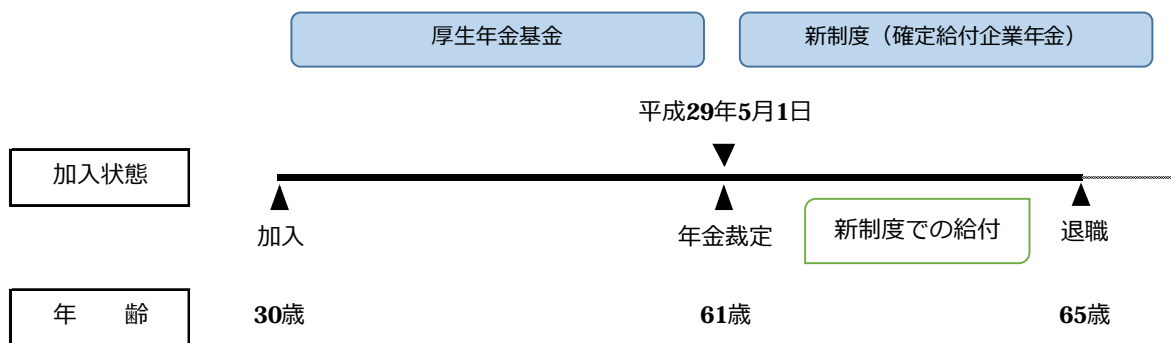 厚生年金基金
新制度（確定給付企業年金）
平成29年5月1日
加入状態
加入
年金裁定
新制度での給付
退職
年　　齢
30歳
61歳
65歳